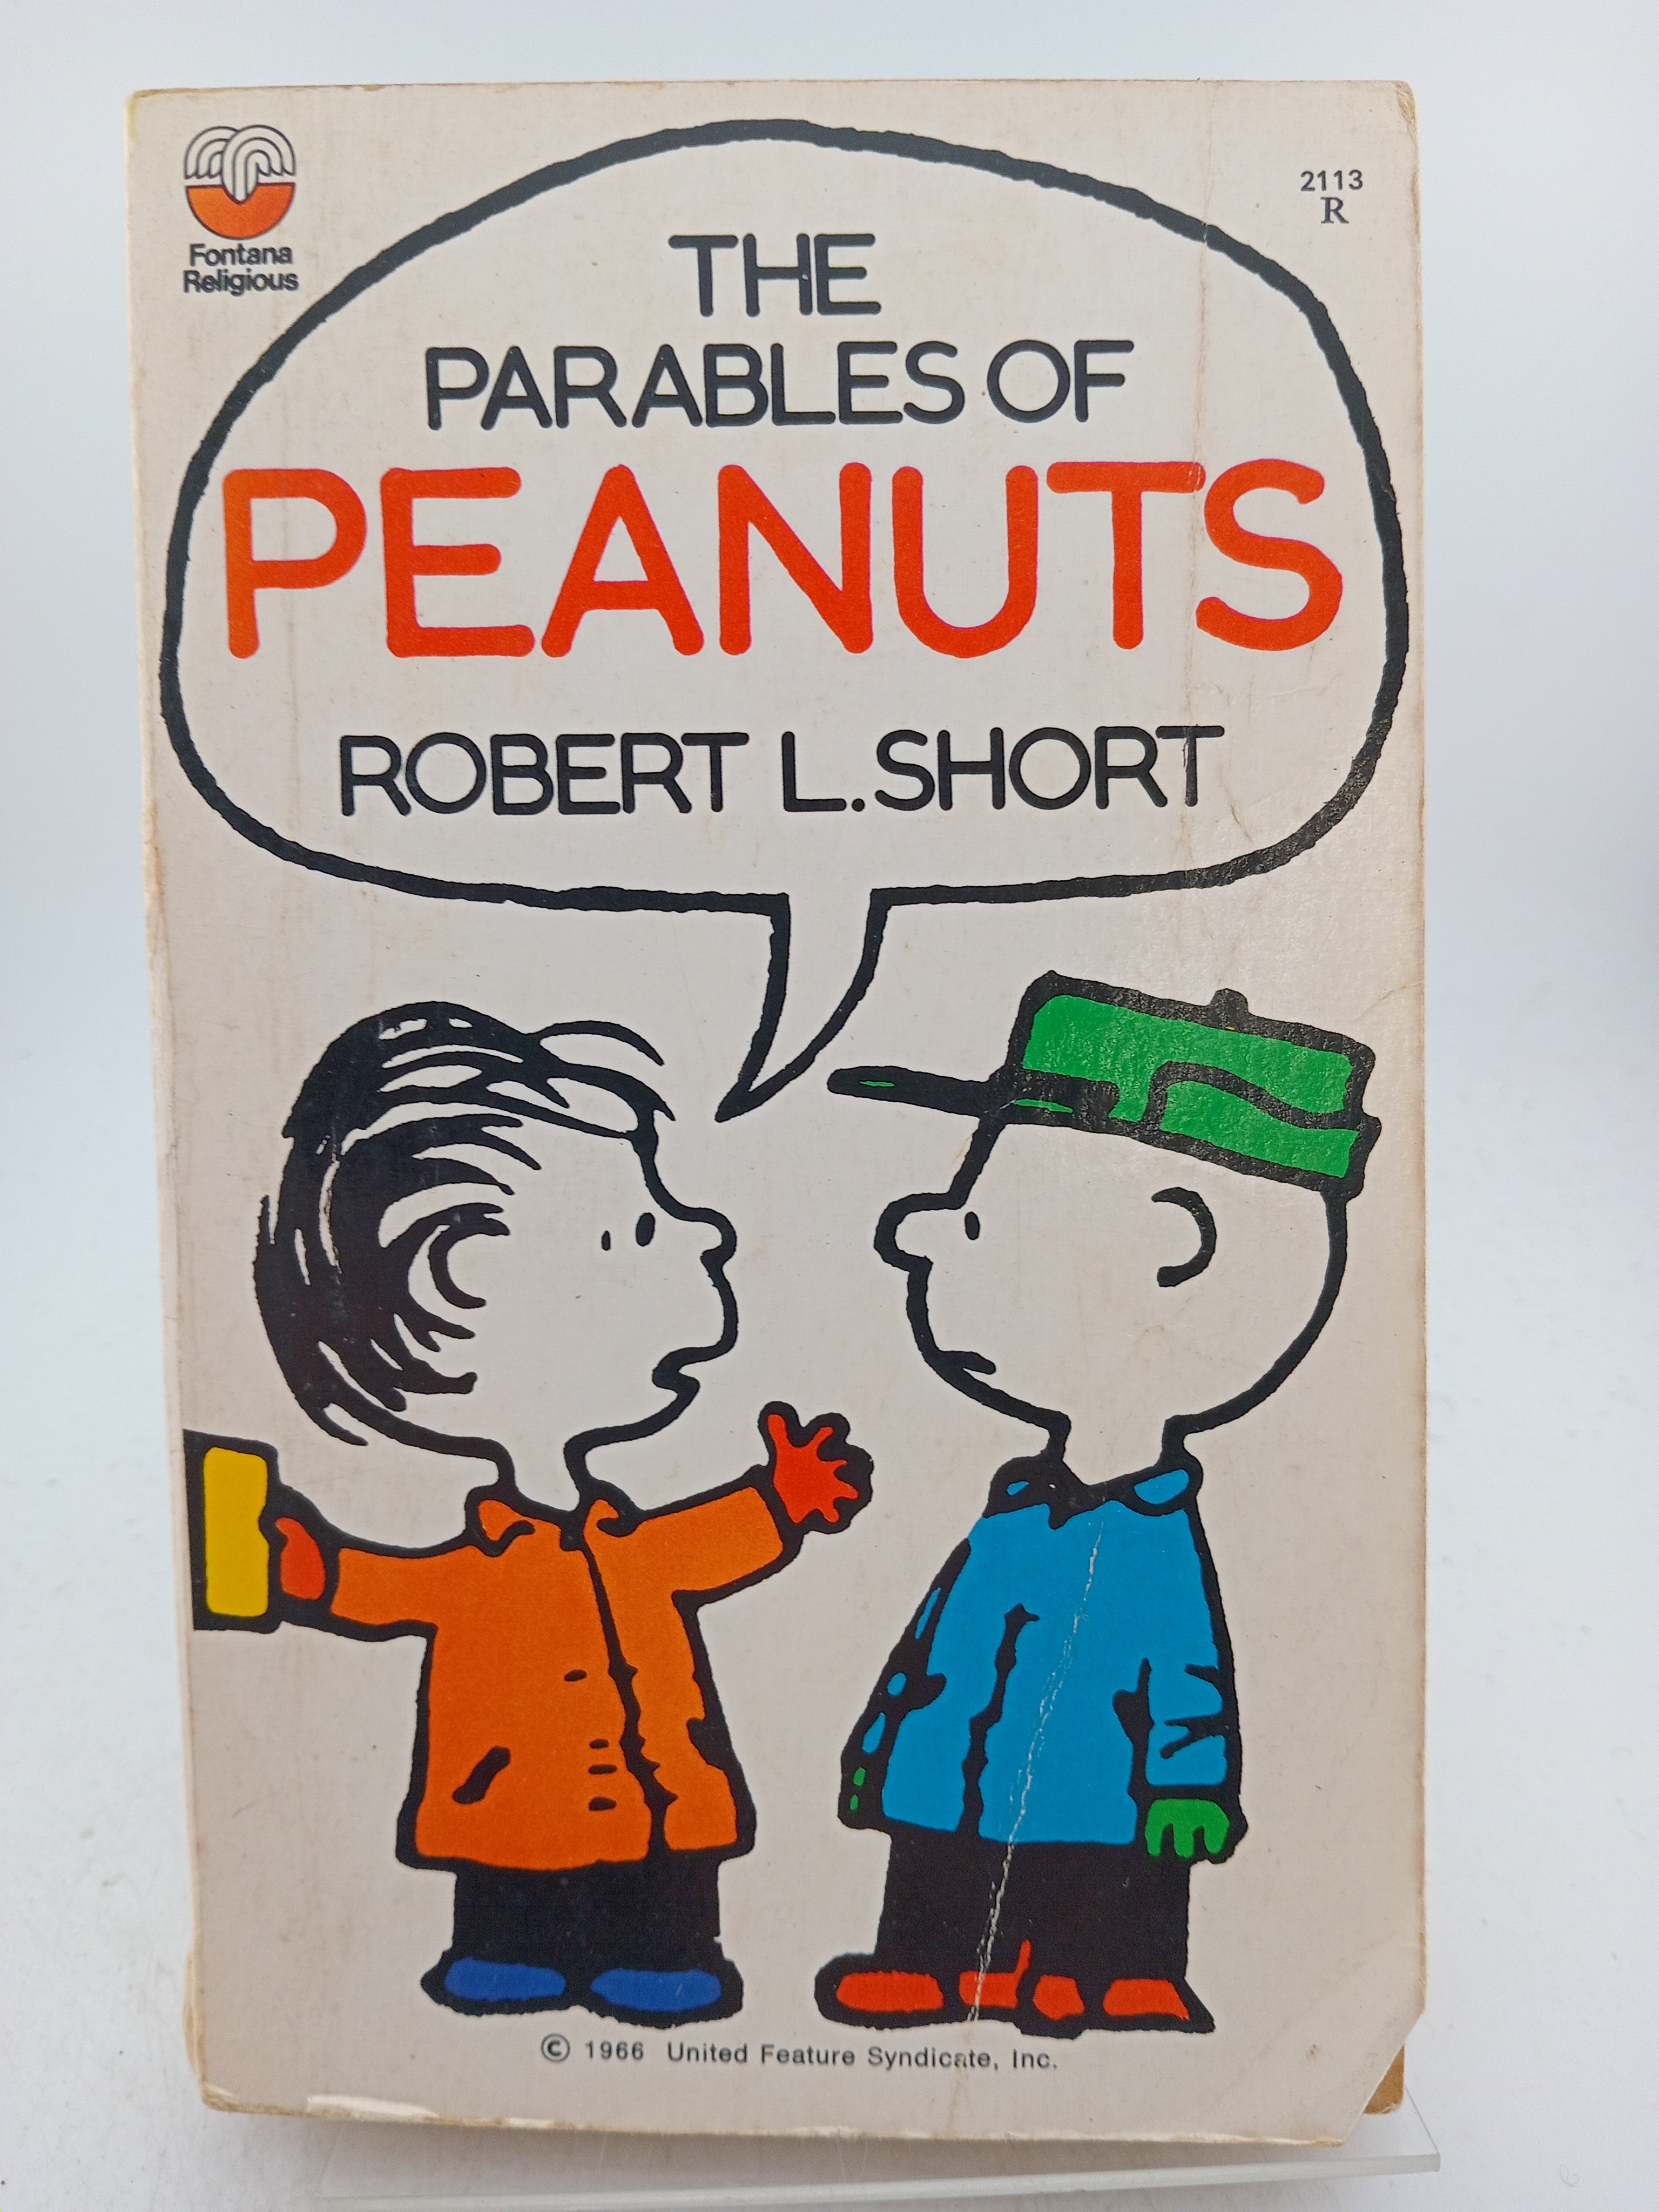 Fontana
Religious
2113
R
THE
PARABLES OF
PEANUTS
ROBERT L. SHORT
© 1966 United Feature Syndicate, Inc.